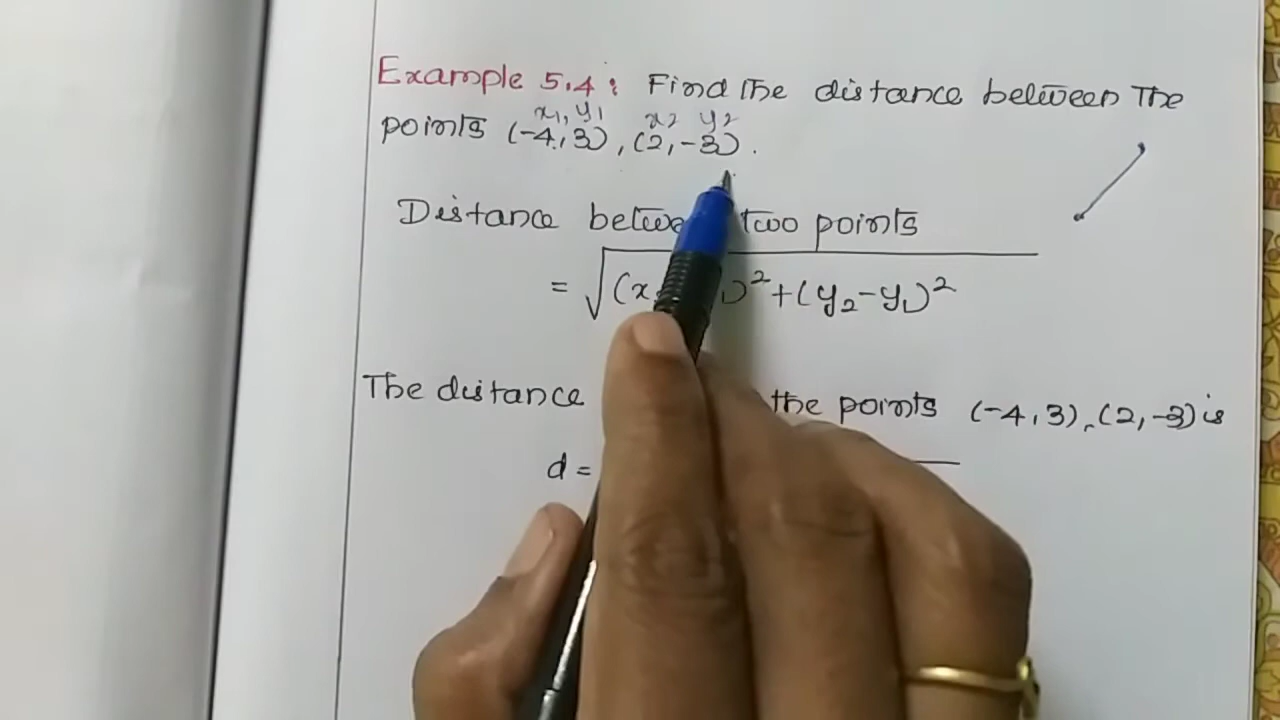 Example 5.4: Find the distance between the
x₁, y₁ x₂ y₂
points (-4,3), (2,-3).
Distance two points
= √(x )²+(y₂-y₁)²
The distance the points (-4,3), (2,-3) is
d =